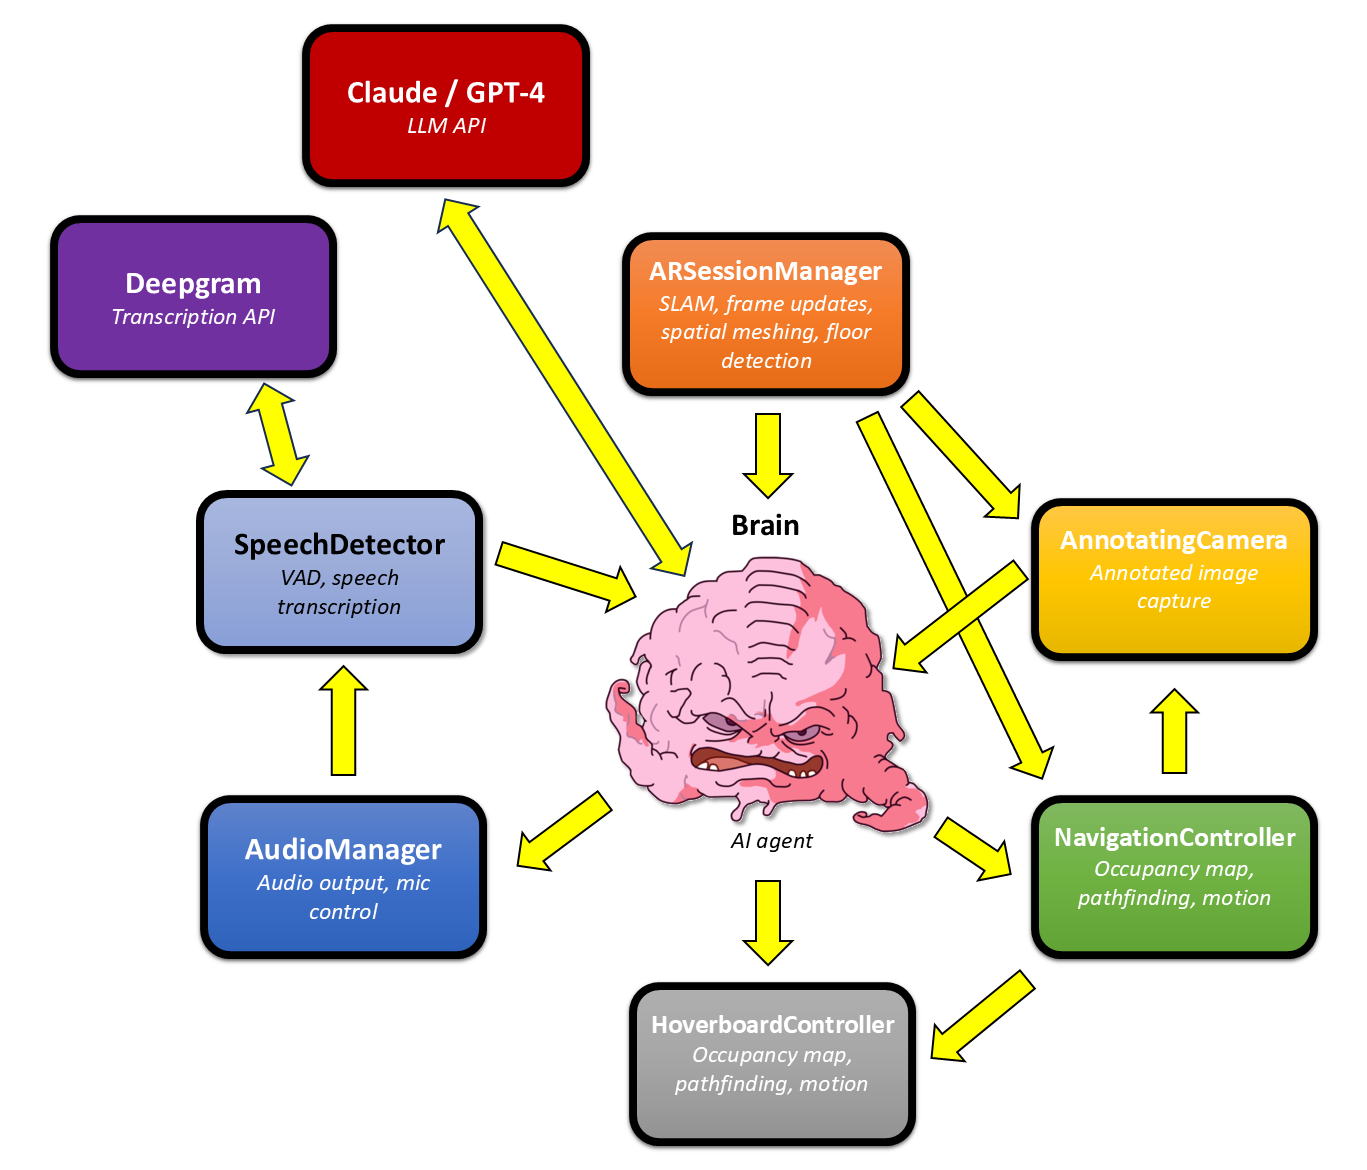 Claude / GPT-4
LLM API
Deepgram
Transcription API
ARSessionManager
SLAM, frame updates,
spatial meshing, floor
detection
SpeechDetector
VAD, speech
transcription
Brain
AnnotatingCamera
Annotated image
capture
AudioManager
Audio output, mic
control
AI agent
NavigationController
Occupancy map,
pathfinding, motion
HoverboardController
Occupancy map,
pathfinding, motion